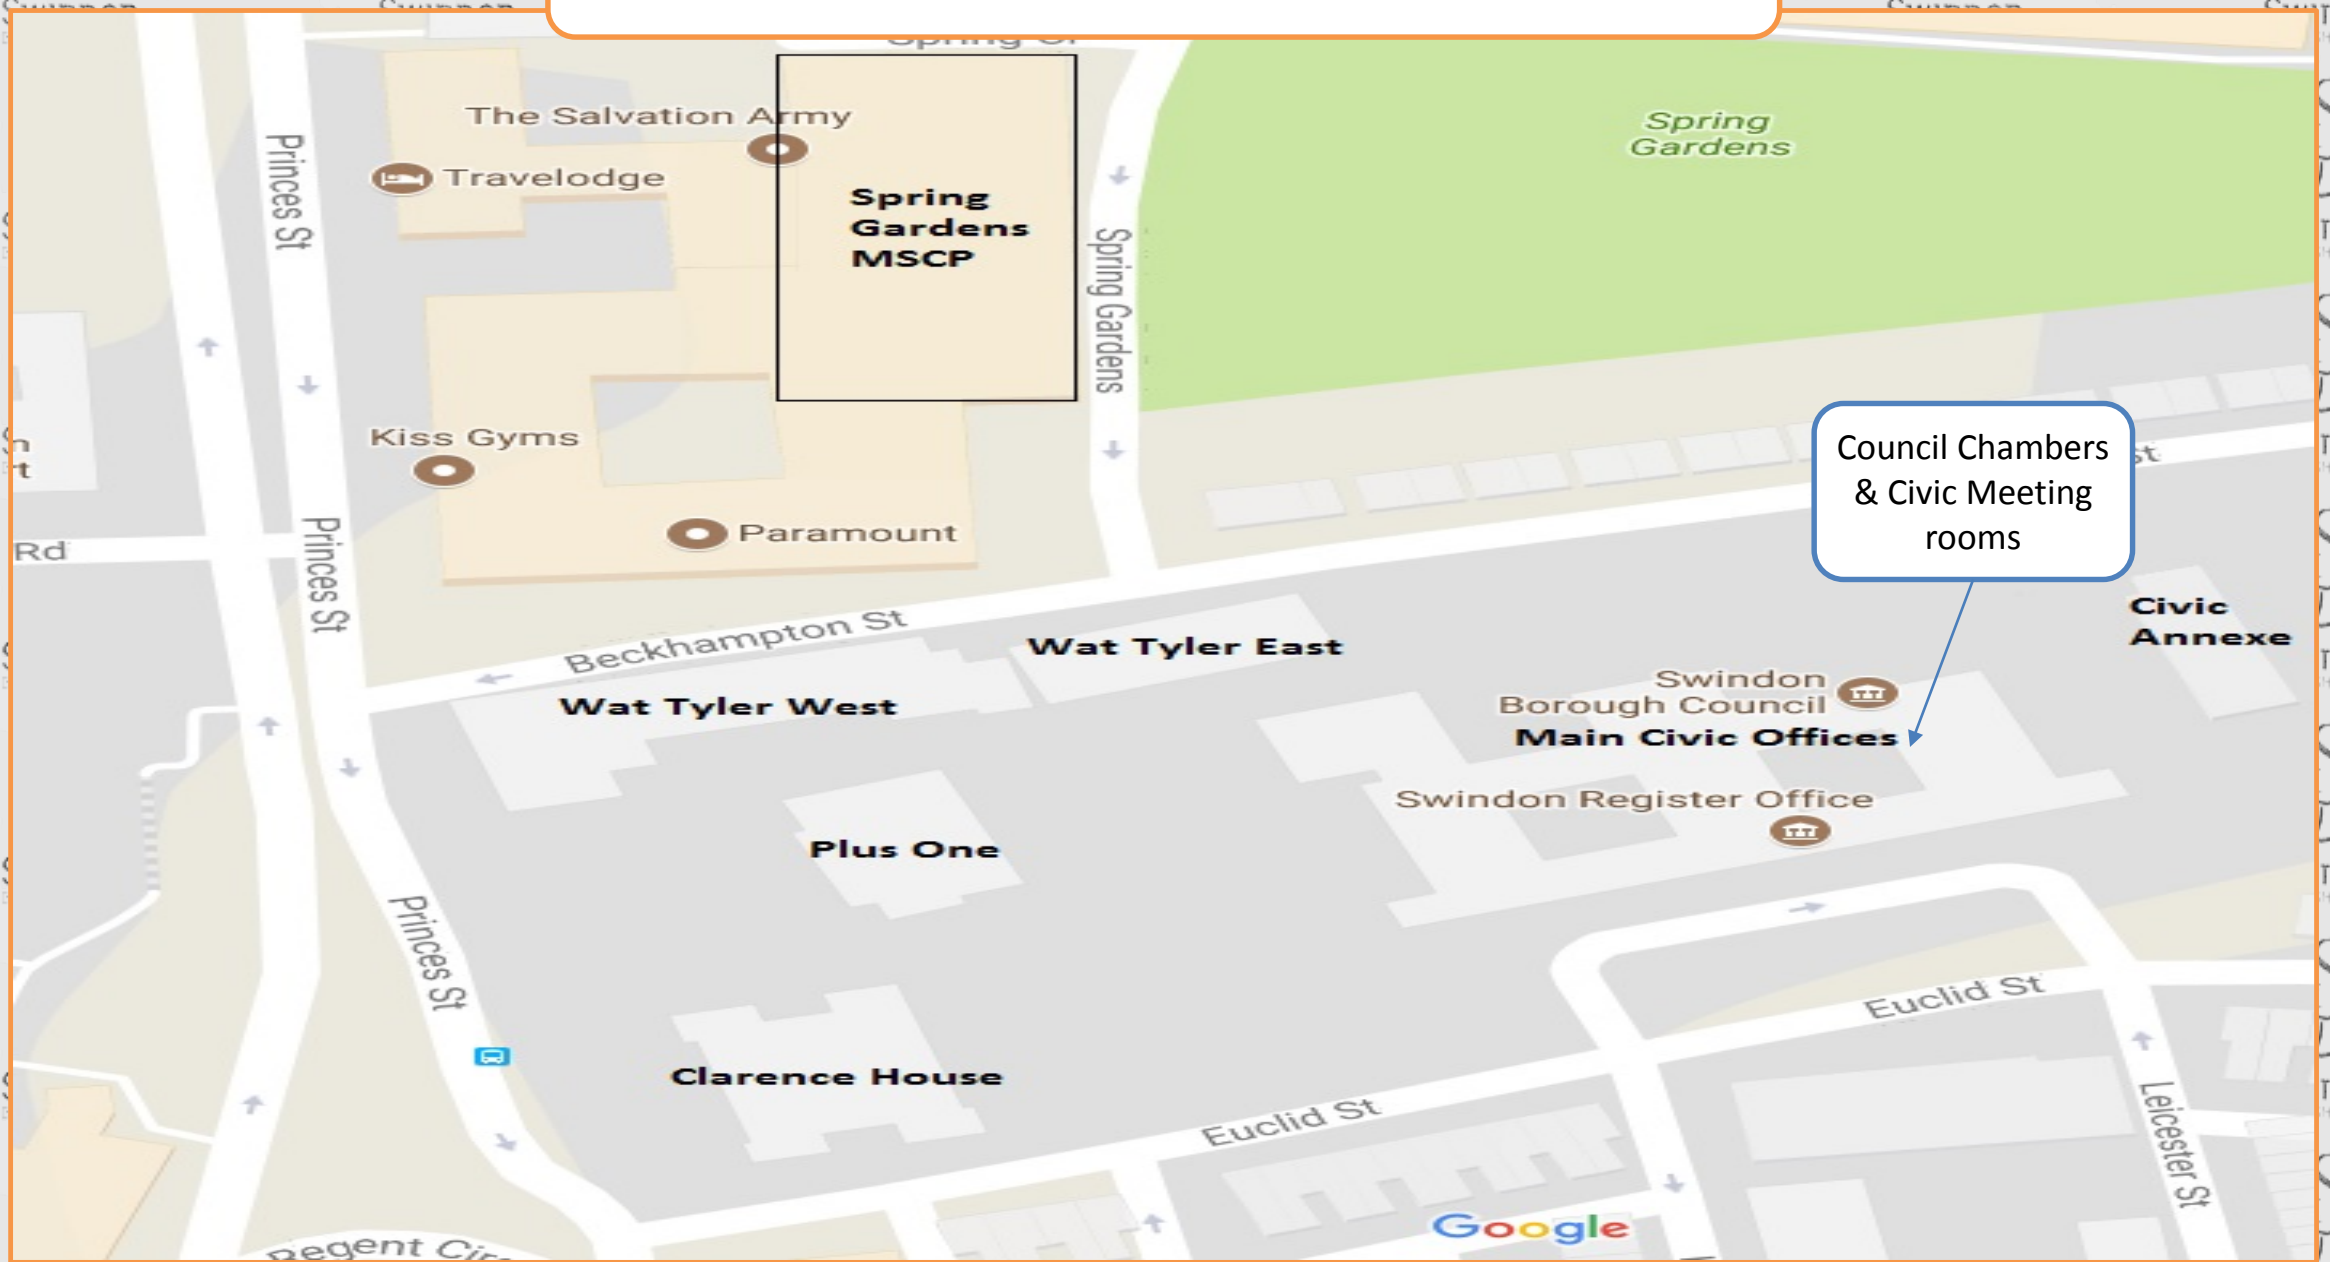 The Salvation Army
Travelodge
Spring
Gardens
MSCP
Spring
Gardens
Princes St
Spring Gardens
Kiss Gyms
Paramount
Rd
Princes St
Council Chambers
& Civic Meeting
rooms
St
Beckhampton St
Wat Tyler East
Wat Tyler West
Civic
Annexe
Swindon
Borough Council
Main Civic Offices
Swindon Register Office
Plus One
Princes St
Clarence House
Euclid St
Euclid St
Leicester St
Google
Regent